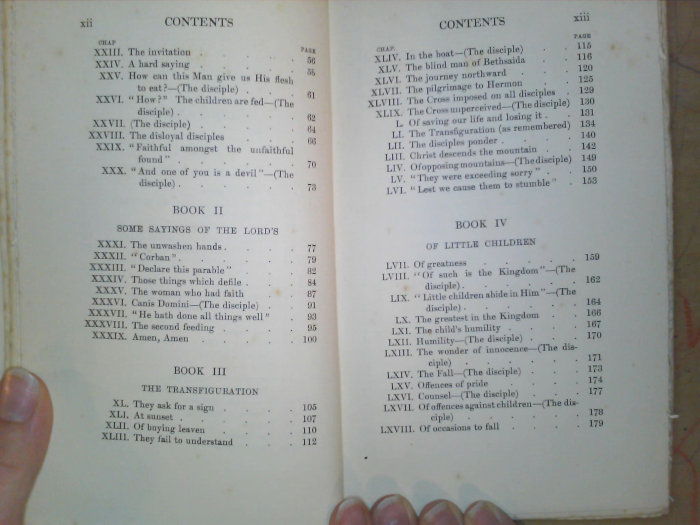 xii CONTENTS
CHAP PAGE
XXIII. The invitation . . . . . 56
XXIV. A hard saying . . . . . 55
XXV. How can this Man give us His flesh
to eat?—(The disciple) . . . 61
XXVI. "How?" The children are fed—(The
disciple) . . . . . 62
XXVII. (The disciple) . . . . . 64
XXVIII. The disloyal disciples . . . . 66
XXIX. "Faithful amongst the unfaithful
found" . . . . . 70
XXX. "And one of you is a devil"—(The
disciple) . . . . . 73
BOOK II
SOME SAYINGS OF THE LORD'S
XXXI. The unwashen hands . . . . 77
XXXII. "Corban" . . . . . 79
XXXIII. "Declare this parable" . . . 82
XXXIV. Those things which defile . . . 84
XXXV. The woman who had faith . . . 87
XXXVI. Canis Domini—(The disciple) . . 91
XXXVII. "He hath done all things well" . . 93
XXXVIII. The second feeding . . . . 95
XXXIX. Amen, Amen . . . . . 100
BOOK III
THE TRANSFIGURATION
XL. They ask for a sign . . . . 105
XLI. At sunset . . . . . 107
XLII. Of buying leaven . . . . 110
XLIII. They fail to understand . . . 112
CONTENTS xiii
CHAP. PAGE
XLIV. In the boat—(The disciple) . . 115
XLV. The blind man of Bethsaida . . 116
XLVI. The journey northward . . . 120
XLVII. The pilgrimage to Hermon . . 125
XLVIII. The Cross imposed on all disciples . 129
XLIX. The Cross unperceived—(The disciple) 130
L. Of saving our life and losing it . . 131
LI. The Transfiguration (as remembered) 134
LII. The disciples ponder . . . . 140
LIII. Christ descends the mountain . . 142
LIV. Of opposing mountains—(The disciple) 149
LV. "They were exceeding sorry" . . 150
LVI. "Lest we cause them to stumble" . 153
BOOK IV
OF LITTLE CHILDREN
LVII. Of greatness . . . . . 159
LVIII. "Of such is the Kingdom"—(The
disciple) . . . . . 162
LIX. "Little children abide in Him"—(The
disciple) . . . . . 164
LX. The greatest in the Kingdom . . 166
LXI. The child's humility . . . . 167
LXII. Humility—(The disciple) . . . 170
LXIII. The wonder of innocence—(The dis-
ciple) . . . . . 171
LXIV. The Fall—(The disciple) . . . 173
LXV. Offences of pride . . . . 174
LXVI. Counsel—(The disciple) . . . 177
LXVII. Of offences against children—(The dis-
ciple) . . . . . 178
LXVIII. Of occasions to fall . . . . 179